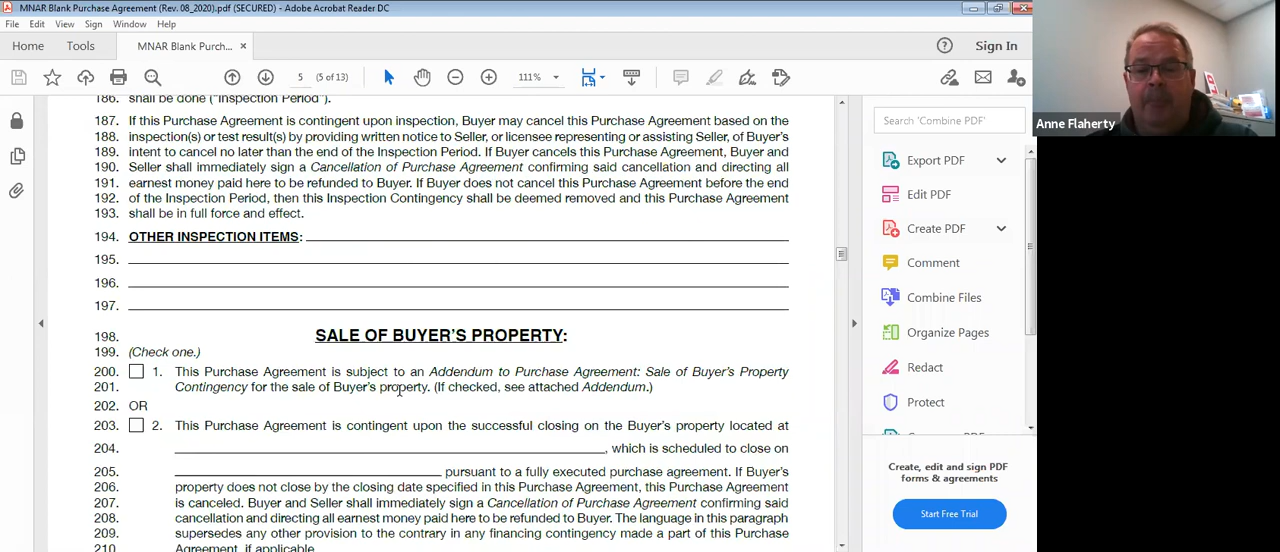 MNAR Blank Purchase Agreement (Rev. 08_2020).pdf (SECURED) - Adobe Acrobat Reader DC
File Edit View Sign Window Help
Home Tools MNAR Blank Purch... × Sign In
5 (5 of 13) 111%
186. shall be done ("Inspection Period").
187. If this Purchase Agreement is contingent upon inspection, Buyer may cancel this Purchase Agreement based on the
188. inspection(s) or test result(s) by providing written notice to Seller, or licensee representing or assisting Seller, of Buyer's
189. intent to cancel no later than the end of the Inspection Period. If Buyer cancels this Purchase Agreement, Buyer and
190. Seller shall immediately sign a Cancellation of Purchase Agreement confirming said cancellation and directing all
191. earnest money paid here to be refunded to Buyer. If Buyer does not cancel this Purchase Agreement before the end
192. of the Inspection Period, then this Inspection Contingency shall be deemed removed and this Purchase Agreement
193. shall be in full force and effect.
194. OTHER INSPECTION ITEMS:
195.
196.
197.
198. SALE OF BUYER'S PROPERTY:
199. (Check one.)
200. 1. This Purchase Agreement is subject to an Addendum to Purchase Agreement: Sale of Buyer's Property
201. Contingency for the sale of Buyer's property. (If checked, see attached Addendum.)
202. OR
203. 2. This Purchase Agreement is contingent upon the successful closing on the Buyer's property located at
204. , which is scheduled to close on
205. pursuant to a fully executed purchase agreement. If Buyer's
206. property does not close by the closing date specified in this Purchase Agreement, this Purchase Agreement
207. is canceled. Buyer and Seller shall immediately sign a Cancellation of Purchase Agreement confirming said
208. cancellation and directing all earnest money paid here to be refunded to Buyer. The language in this paragraph
209. supersedes any other provision to the contrary in any financing contingency made a part of this Purchase
210. Agreement, if applicable.
Search 'Combine PDF'
Export PDF
Edit PDF
Create PDF
Comment
Combine Files
Organize Pages
Redact
Protect
Create, edit and sign PDF
forms & agreements
Start Free Trial
Anne Flaherty